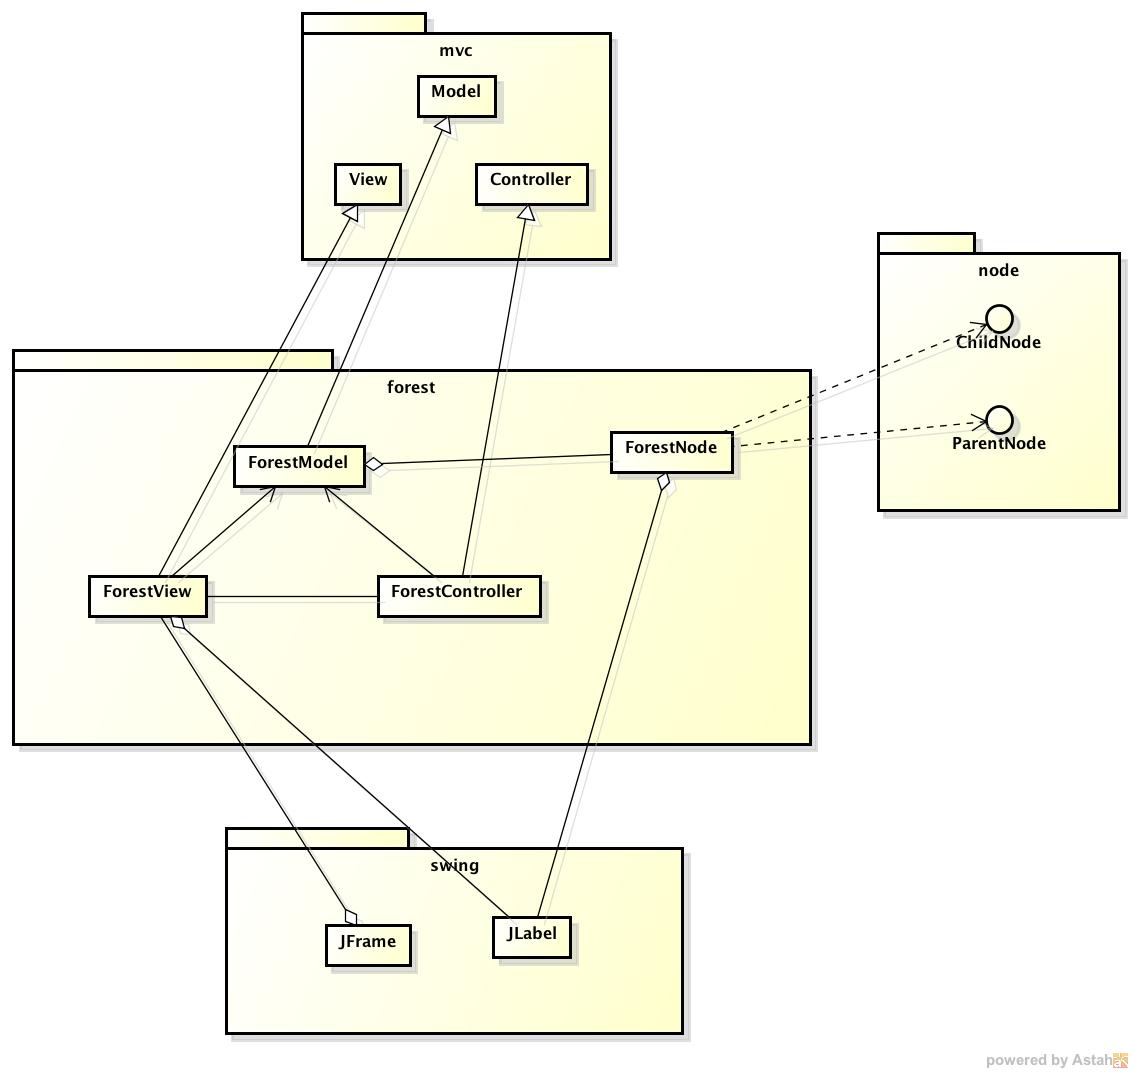 mvc
Model
View
Controller
node
ChildNode
ParentNode
forest
ForestModel
ForestNode
ForestView
ForestController
swing
JFrame
JLabel
powered by Astah